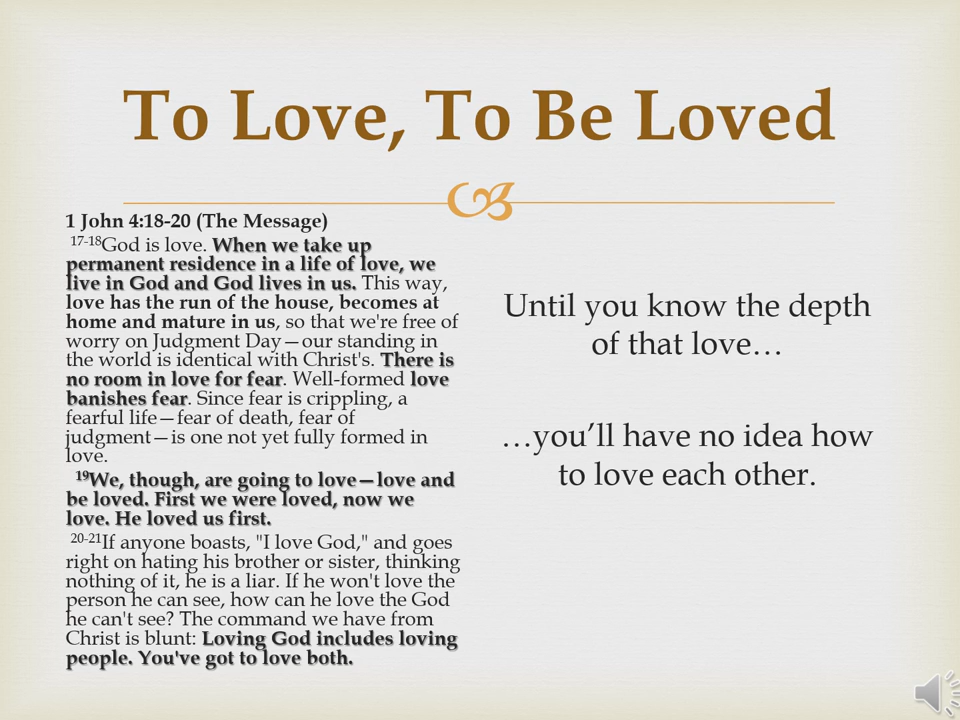 To Love, To Be Loved
1 John 4:18-20 (The Message)
17-18God is love. When we take up
permanent residence in a life of love, we
live in God and God lives in us. This way,
love has the run of the house, becomes at
home and mature in us, so that we're free of
worry on Judgment Day—our standing in
the world is identical with Christ's. There is
no room in love for fear. Well-formed love
banishes fear. Since fear is crippling, a
fearful life—fear of death, fear of
judgment—is one not yet fully formed in
love.
19We, though, are going to love—love and
be loved. First we were loved, now we
love. He loved us first.
20-21If anyone boasts, "I love God," and goes
right on hating his brother or sister, thinking
nothing of it, he is a liar. If he won't love the
person he can see, how can he love the God
he can't see? The command we have from
Christ is blunt: Loving God includes loving
people. You've got to love both.
Until you know the depth
of that love…
…you’ll have no idea how
to love each other.